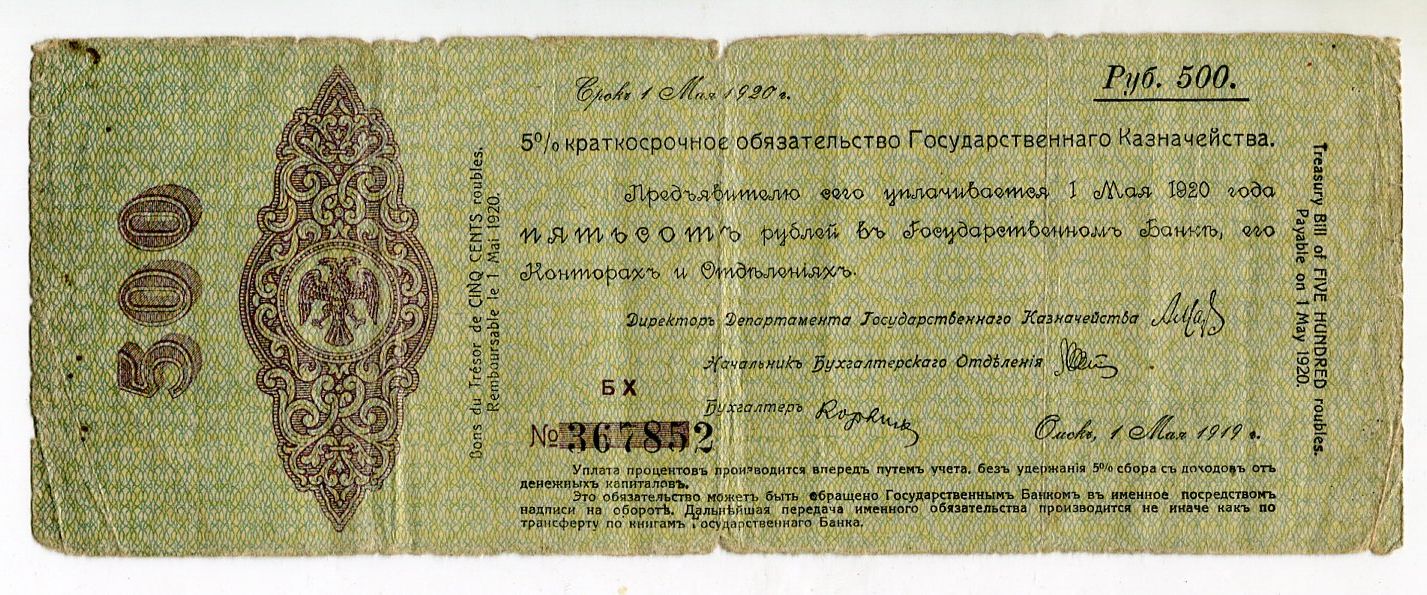 500
Bons du Trésor de CINQ CENTS roubles.
Remboursable le 1 Mai 1920.
Срокъ 1 Мая 1920 г.
Руб. 500.
5% краткосрочное обязательство Государственнаго Казначейства.
Предъявителю сего уплачивается 1 Мая 1920 года
ПЯТЬСОТЪ рублей въ Государственномъ Банкѣ, его
Конторахъ и Отдѣленіяхъ.
Директоръ Департамента Государственнаго Казначейства
Начальникъ Бухгалтерскаго Отдѣленія
БХ
Бухгалтеръ
№ 367852
Омскъ, 1 Мая 1919 г.
Уплата процентовъ производится впередъ путемъ учета, безъ удержанія 5% сбора съ доходовъ отъ
денежныхъ капиталовъ.
Это обязательство можетъ быть обращено Государственнымъ Банкомъ въ именное посредствомъ
надписи на оборотѣ. Дальнѣйшая передача именного обязательства производится не иначе какъ по
трансферту по книгамъ Государственнаго Банка.
Treasury Bill of FIVE HUNDRED roubles.
Payable on 1 May 1920.